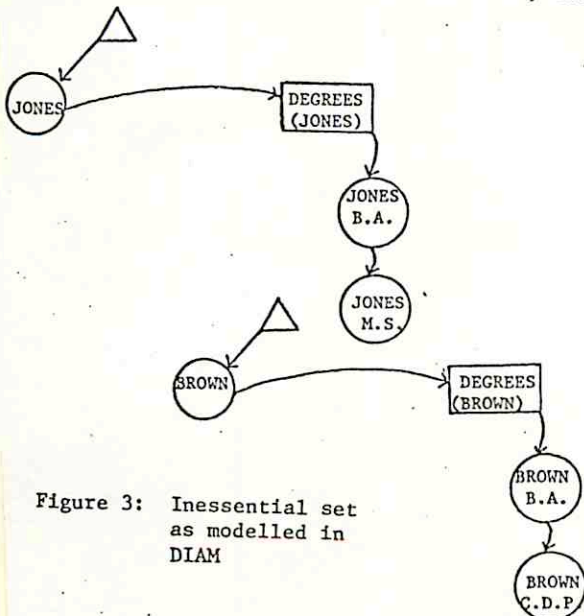 JONES
DEGREES
(JONES)
JONES
B.A.
JONES
M.S.
BROWN
DEGREES
(BROWN)
BROWN
B.A.
BROWN
C.D.P.
Figure 3: Inessential set
as modelled in
DIAM